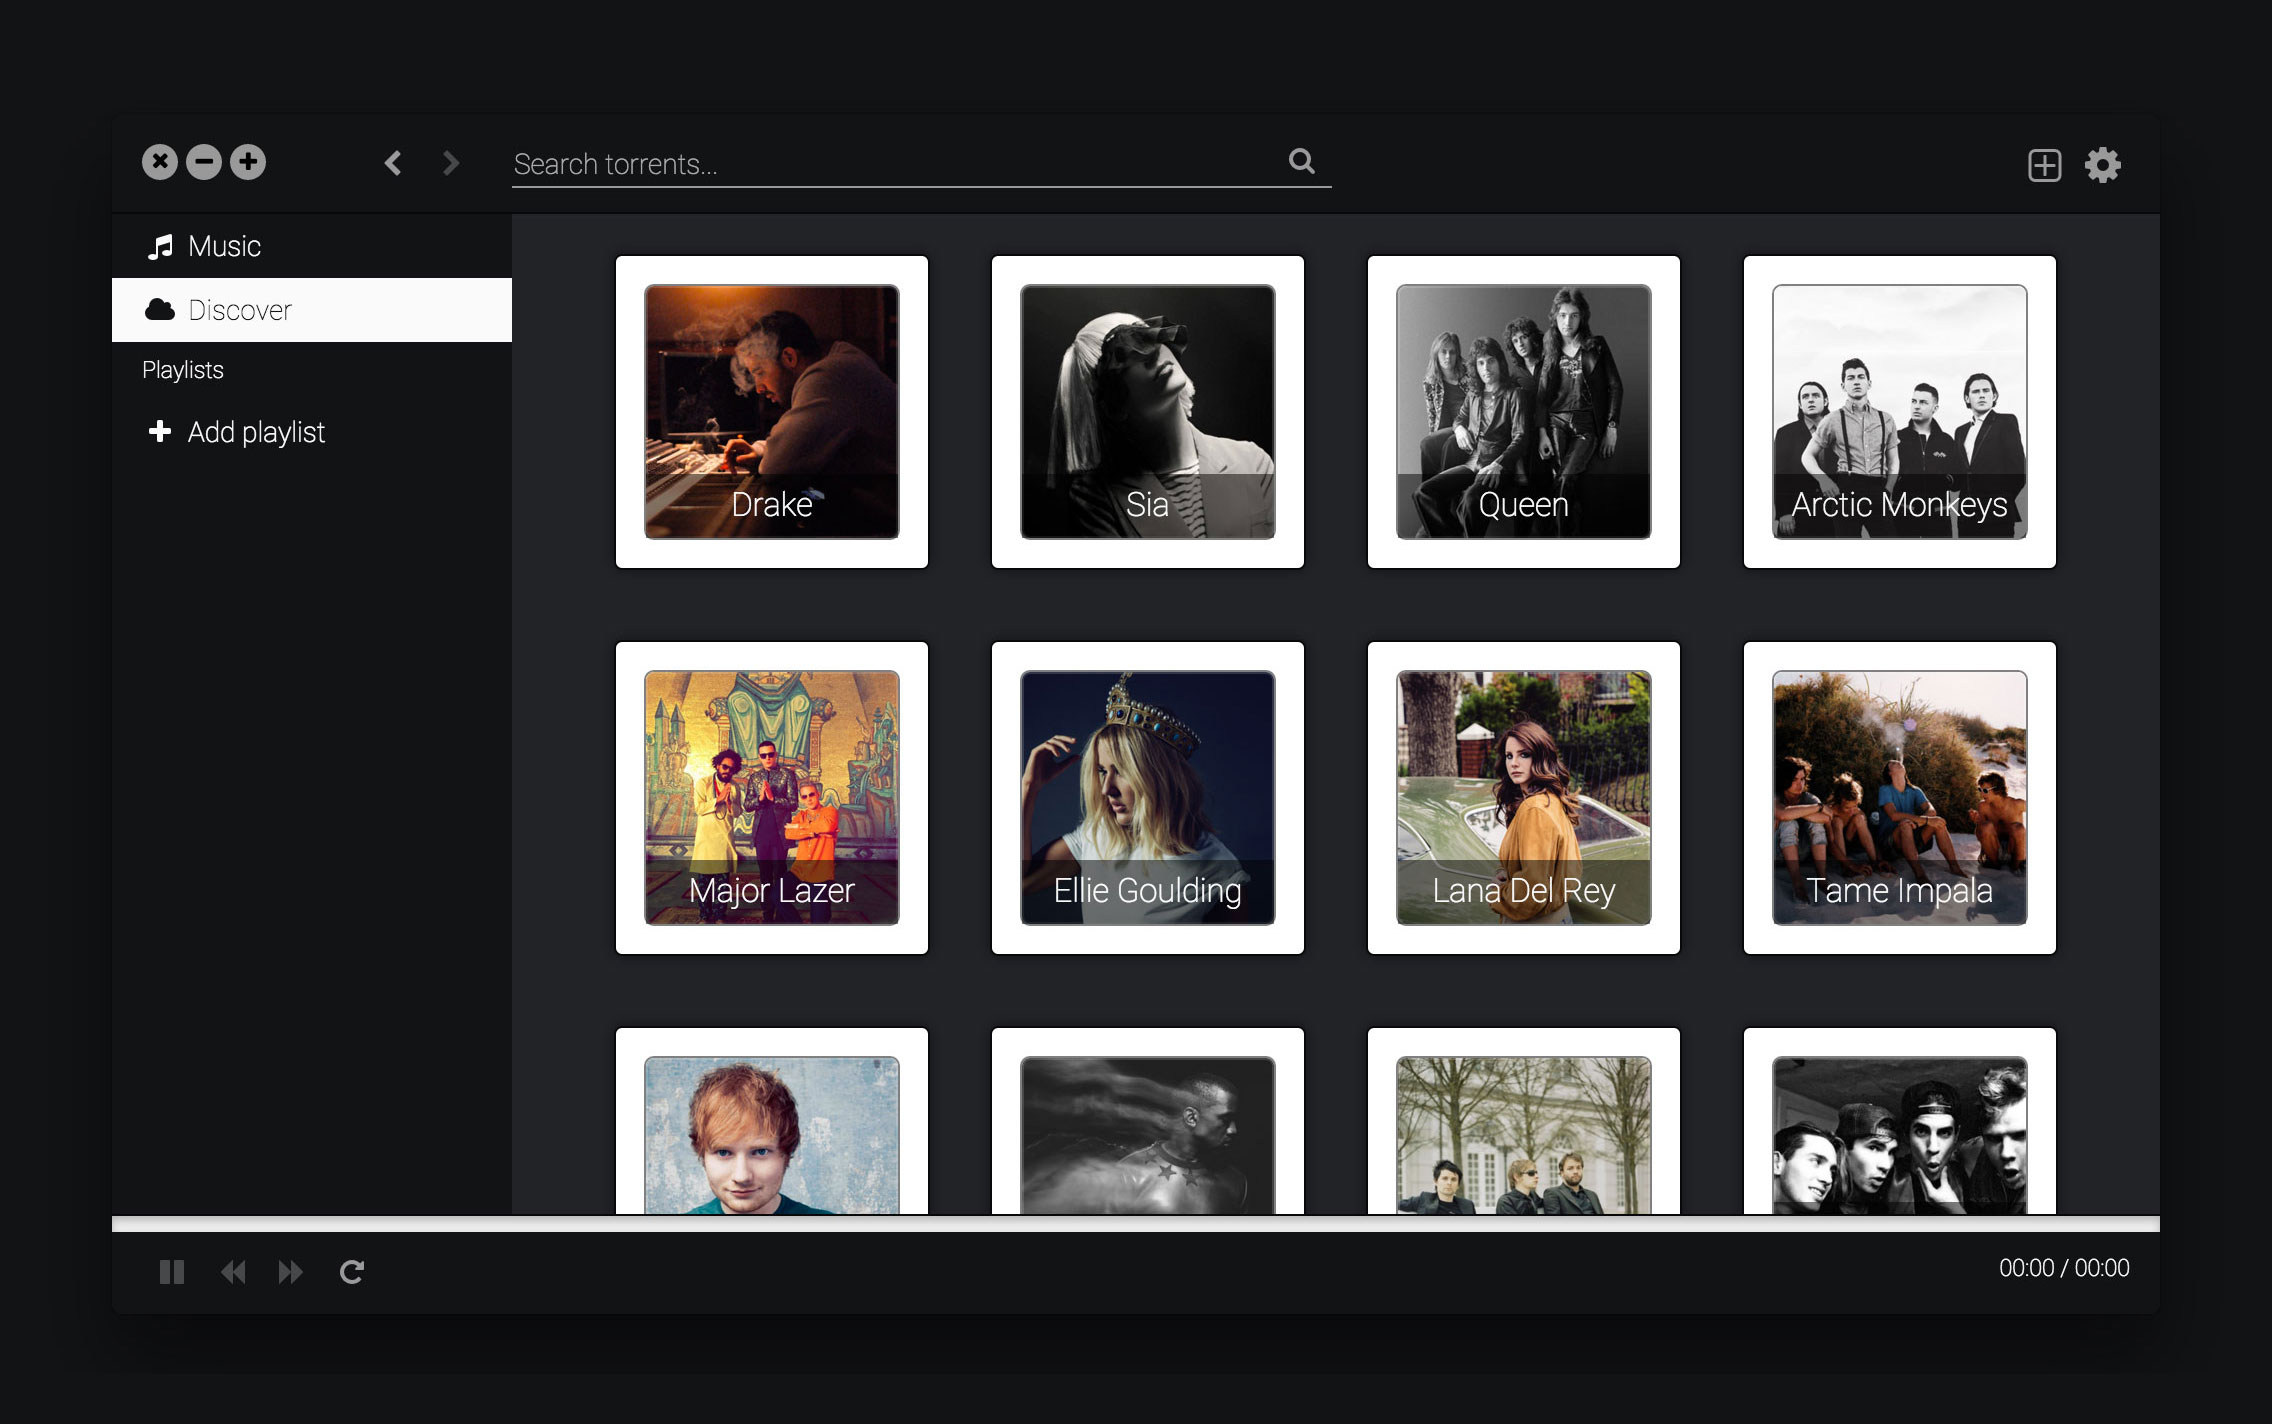 Search torrents...
Music
Discover
Playlists
Add playlist
Drake
Sia
Queen
Arctic Monkeys
Major Lazer
Ellie Goulding
Lana Del Rey
Tame Impala
00:00 / 00:00